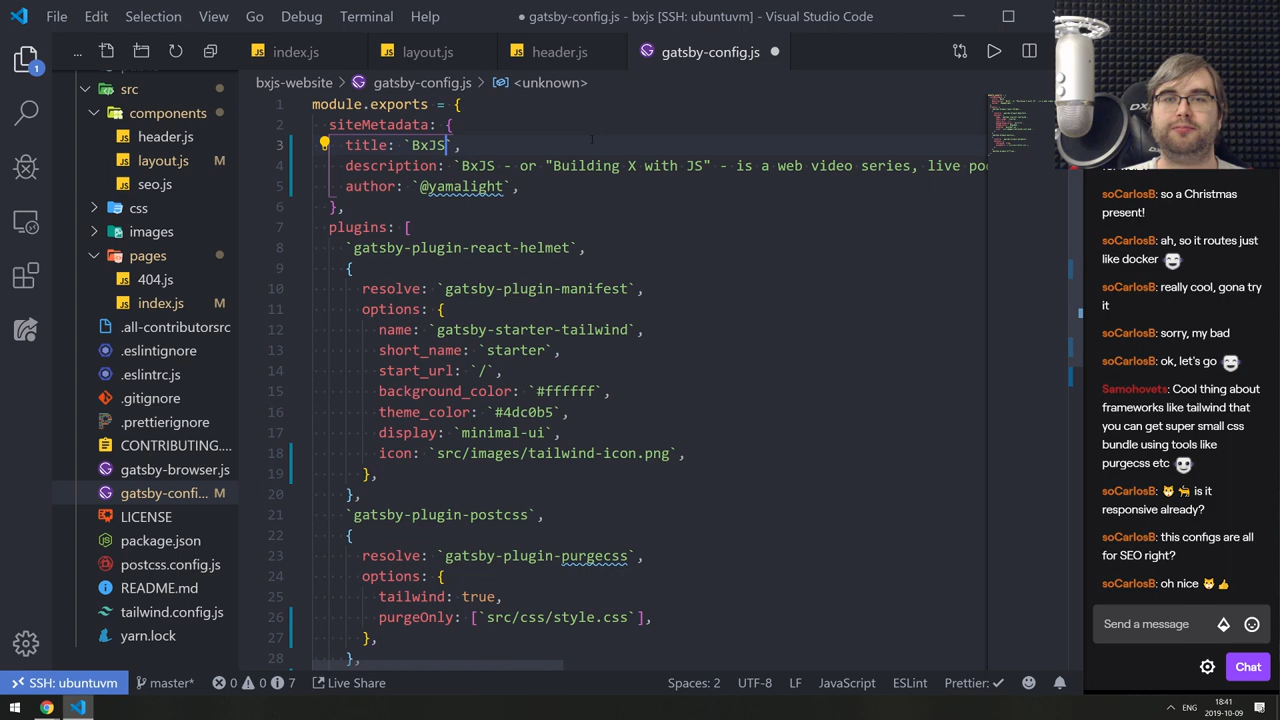 File Edit Selection View Go Debug Terminal Help
● gatsby-config.js - bxjs [SSH: ubuntuvm] - Visual Studio Code
1
...
index.js
layout.js
header.js
gatsby-config.js
bxjs-website > gatsby-config.js > <unknown>
src
components
header.js
layout.js M
seo.js
css
images
pages
404.js
index.js M
.all-contributorsrc
.eslintignore
.eslintrc.js
.gitignore
.prettierignore
CONTRIBUTING....
gatsby-browser.js
gatsby-confi... M
LICENSE
package.json
postcss.config.js
README.md
tailwind.config.js
yarn.lock
1 module.exports = {
2 siteMetadata: {
3 title: `BxJS`,
4 description: `BxJS - or "Building X with JS" - is a web video series, live po
5 author: `@yamalight`,
6 },
7 plugins: [
8 `gatsby-plugin-react-helmet`,
9 {
10 resolve: `gatsby-plugin-manifest`,
11 options: {
12 name: `gatsby-starter-tailwind`,
13 short_name: `starter`,
14 start_url: `/`,
15 background_color: `#ffffff`,
16 theme_color: `#4dc0b5`,
17 display: `minimal-ui`,
18 icon: `src/images/tailwind-icon.png`,
19 },
20 },
21 `gatsby-plugin-postcss`,
22 {
23 resolve: `gatsby-plugin-purgecss`,
24 options: {
25 tailwind: true,
26 purgeOnly: [`src/css/style.css`],
27 },
28 },
soCarlosB: so a Christmas
present!
soCarlosB: ah, so it routes just
like docker
soCarlosB: really cool, gona try
it
soCarlosB: sorry, my bad
soCarlosB: ok, let's go
Samohovets: Cool thing about
frameworks like tailwind that
you can get super small css
bundle using tools like
purgecss etc
soCarlosB: 🐱 🐈 is it
responsive already?
soCarlosB: this configs are all
for SEO right?
soCarlosB: oh nice 🐱 👍
Send a message
Chat
SSH: ubuntuvm
master*
0 0 7
Live Share
Spaces: 2 UTF-8 LF JavaScript ESLint Prettier: ✓
ENG
18:41
2019-10-09